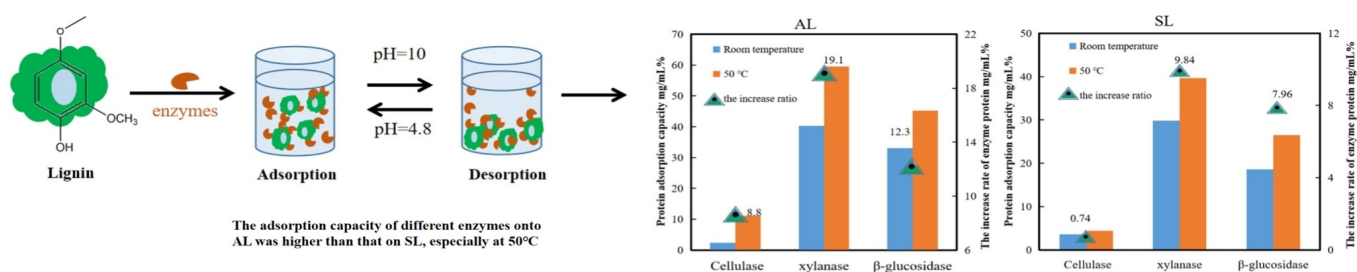 O
OCH₃
OH
Lignin
enzymes
Adsorption
pH=10
pH=4.8
Desorption
The adsorption capacity of different enzymes onto
AL was higher than that on SL, especially at 50℃
AL
Protein adsorption capacity mg/mL%
70
60
50
40
30
20
10
0
Room temperature
50 ℃
the increase ratio
8.8
19.1
12.3
Cellulase
xylanase
β-glucosidase
22
20
18
16
14
12
10
8
6
The increase rate of enzyme protein mg/mL%
SL
Protein adsorption capacity mg/mL%
50
40
30
20
10
0
Room temperature
50 ℃
the increase ratio
0.74
9.84
7.96
Cellulase
xylanase
β-glucosidase
12
8
4
0
The increase rate of enzyme protein mg/mL%